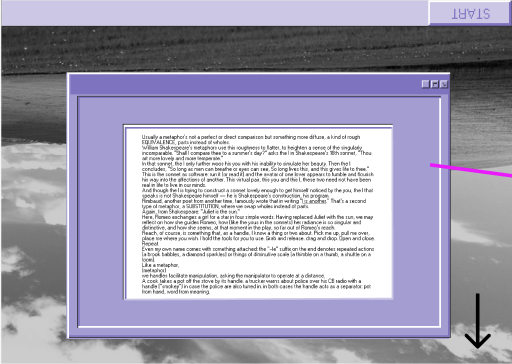 START
Usually a metaphor's not a perfect or direct comparison but something more diffuse, a kind of rough
EQUIVALENCE, parts instead of wholes.
William Shakespeare's metaphors use this roughness to flatter, to heighten a sense of the singularly
incomparable. "Shall I compare thee to a summer's day?" asks the I in Shakespeare's 18th sonnet, "Thou
art more lovely and more temperate."
In that sonnet, the I only further woos his you with his inability to simulate her beauty. Then the I
concludes, "So long as men can breathe or eyes can see, So long lives this, and this gives life to thee."
This is the sonnet as software: run it (or read it) and the avatar of one lover appears to fumble and flourish
his way into the affections of another. This virtual pair, this you and this I, these two need not have been
real in life to live in our minds.
And though the I is trying to construct a sonnet lovely enough to get himself noticed by the you, the I that
speaks is not Shakespeare himself — he is Shakespeare's construction, his program.
Rimbaud, another poet from another time, famously wrote that in writing "I is another." That's a second
type of metaphor, a SUBSTITUTION, where we swap wholes instead of parts.
Again, from Shakespeare: "Juliet is the sun."
Here, Romeo exchanges a girl for a star in four simple words. Having replaced Juliet with the sun, we may
reflect on how she guides Romeo, how (like the your in the sonnet) her radiance is so singular and
distinctive, and how she seems, at that moment in the play, so far out of Romeo's reach.
Reach, of course, is something that, as a handle, I know a thing or two about. Pick me up, pull me over,
place me where you wish. I hold the tools for you to use. Grab and release, drag and drop. Open and close.
Repeat.
Even my own name comes with something attached: the "-le" suffix on the end denotes repeated actions
(a brook babbles, a diamond sparkles) or things of diminutive scale (a thimble on a thumb, a shuttle on a
loom).
Like a metaphor,
(metaphor)
we handles facilitate manipulation, asking the manipulator to operate at a distance.
A cook takes a pot off the stove by its handle, a trucker warns about police over his CB radio with a
handle ("smokey") in case the police are also tuned in: in both cases the handle acts as a separator: pot
from hand, word from meaning.